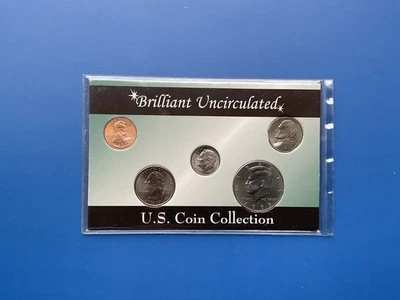 Brilliant Uncirculated
U.S. Coin Collection